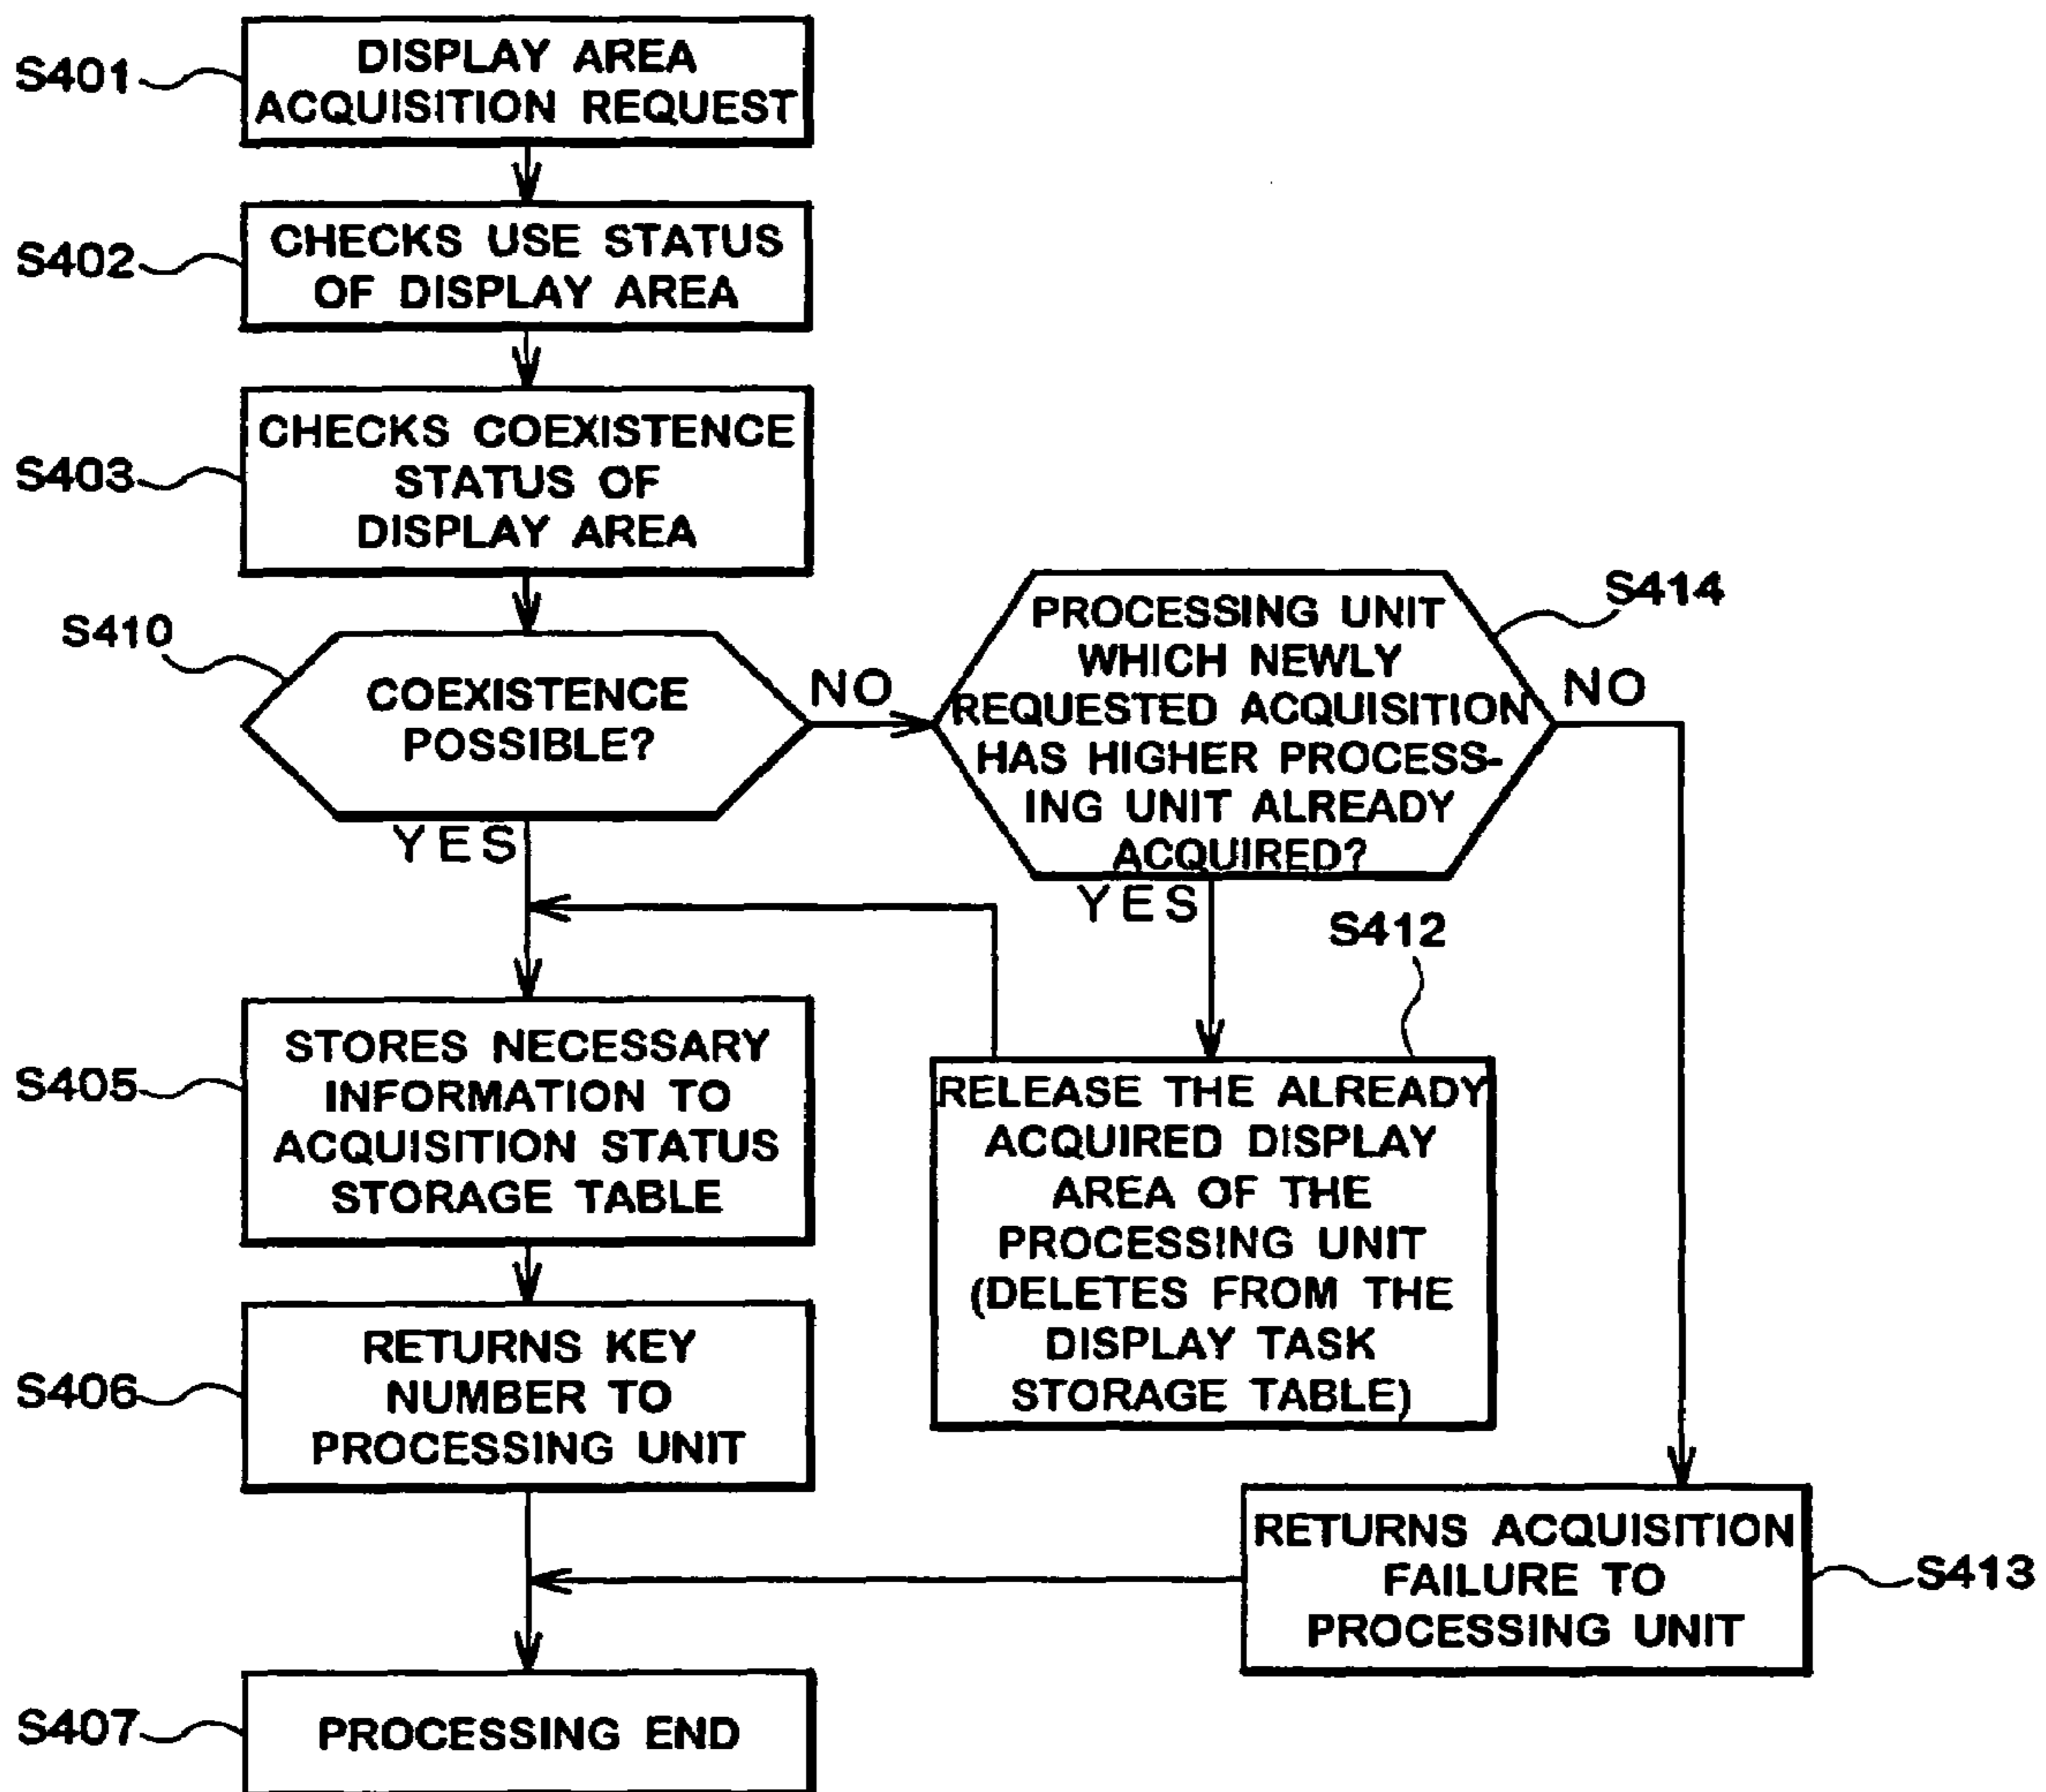 S401
DISPLAY AREA
ACQUISITION REQUEST
S402
CHECKS USE STATUS
OF DISPLAY AREA
S403
CHECKS COEXISTENCE
STATUS OF
DISPLAY AREA
S410
COEXISTENCE
POSSIBLE?
NO
YES
S414
PROCESSING UNIT
WHICH NEWLY
REQUESTED ACQUISITION
HAS HIGHER PROCESS-
ING UNIT ALREADY
ACQUIRED?
NO
YES
S412
RELEASE THE ALREADY
ACQUIRED DISPLAY
AREA OF THE
PROCESSING UNIT
(DELETES FROM THE
DISPLAY TASK
STORAGE TABLE)
S405
STORES NECESSARY
INFORMATION TO
ACQUISITION STATUS
STORAGE TABLE
S406
RETURNS KEY
NUMBER TO
PROCESSING UNIT
RETURNS ACQUISITION
FAILURE TO
PROCESSING UNIT
S413
S407
PROCESSING END